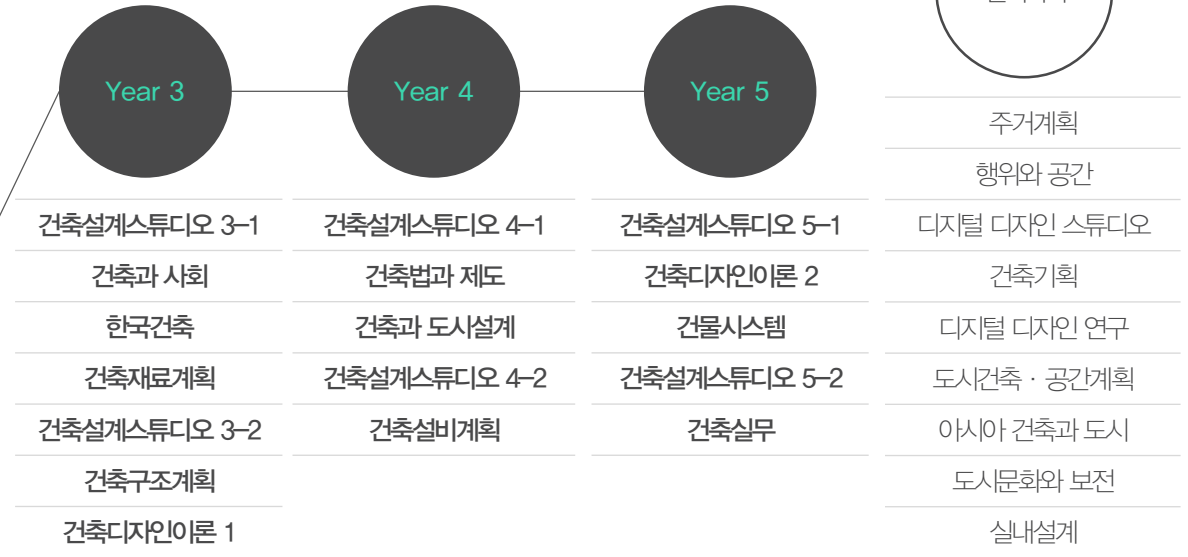 Year 3
건축설계스튜디오 3-1
건축과 사회
한국건축
건축재료계획
건축설계스튜디오 3-2
건축구조계획
건축디자인이론 1
Year 4
건축설계스튜디오 4-1
건축법과 제도
건축과 도시설계
건축설계스튜디오 4-2
건축설비계획
Year 5
건축설계스튜디오 5-1
건축디자인이론 2
건물시스템
건축설계스튜디오 5-2
건축실무
주거계획
행위와 공간
디지털 디자인 스튜디오
건축기획
디지털 디자인 연구
도시건축 · 공간계획
아시아 건축과 도시
도시문화와 보전
실내설계